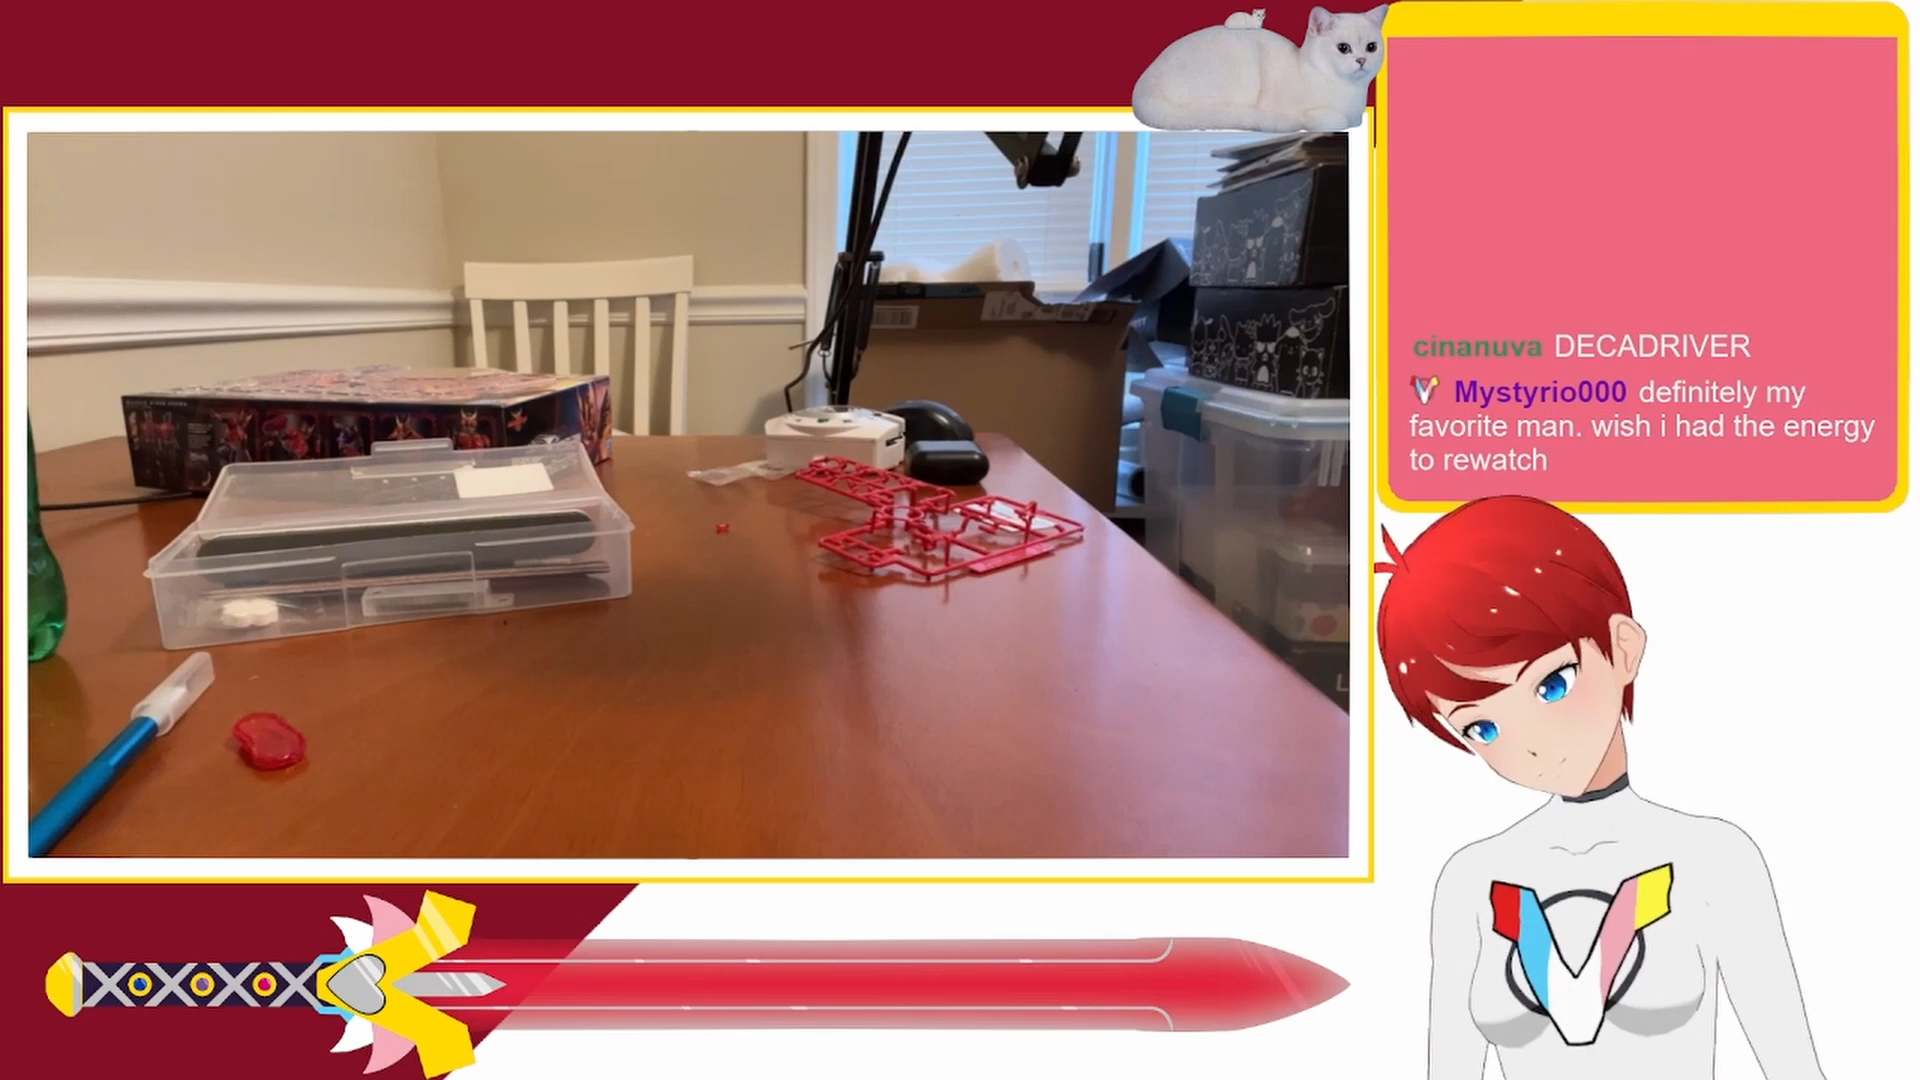 cinanuva DECADRIVER
Mystyrio000 definitely my
favorite man. wish i had the energy
to rewatch